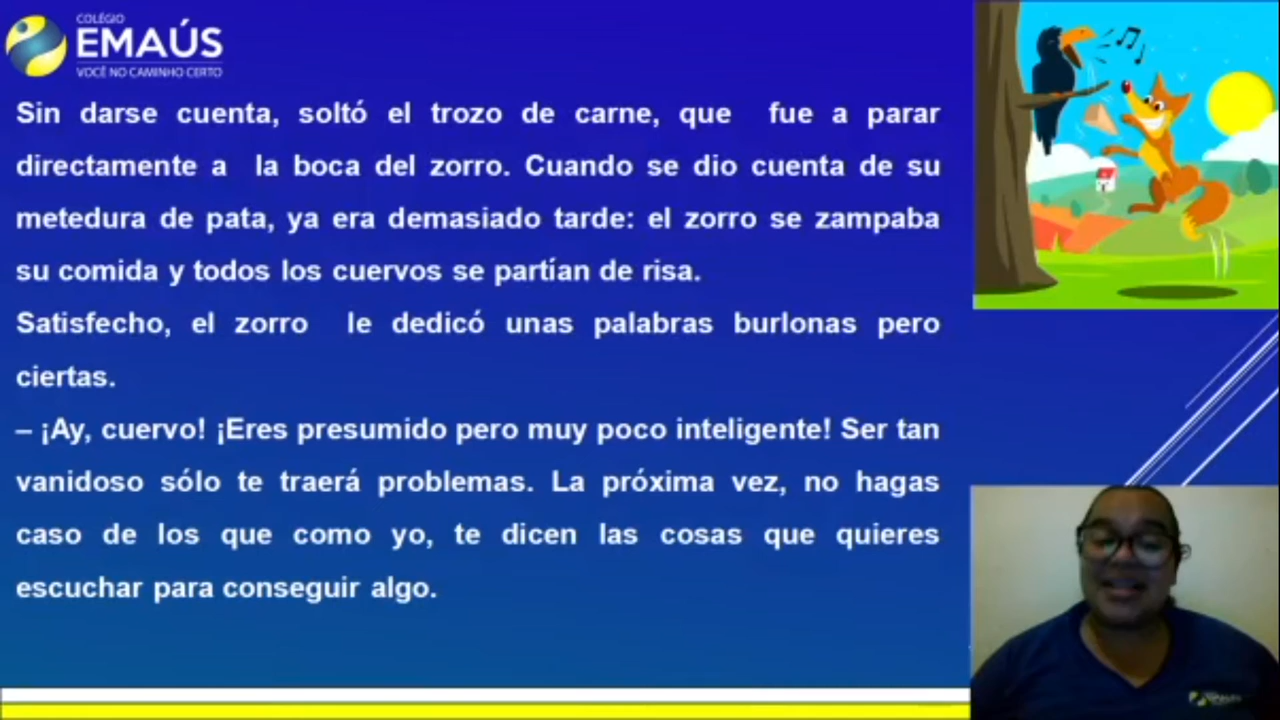 COLÉGIO
EMAÚS
VOCÊ NO CAMINHO CERTO
Sin darse cuenta, soltó el trozo de carne, que fue a parar
directamente a la boca del zorro. Cuando se dio cuenta de su
metedura de pata, ya era demasiado tarde: el zorro se zampaba
su comida y todos los cuervos se partían de risa.
Satisfecho, el zorro le dedicó unas palabras burlonas pero
ciertas.
– ¡Ay, cuervo! ¡Eres presumido pero muy poco inteligente! Ser tan
vanidoso sólo te traerá problemas. La próxima vez, no hagas
caso de los que como yo, te dicen las cosas que quieres
escuchar para conseguir algo.